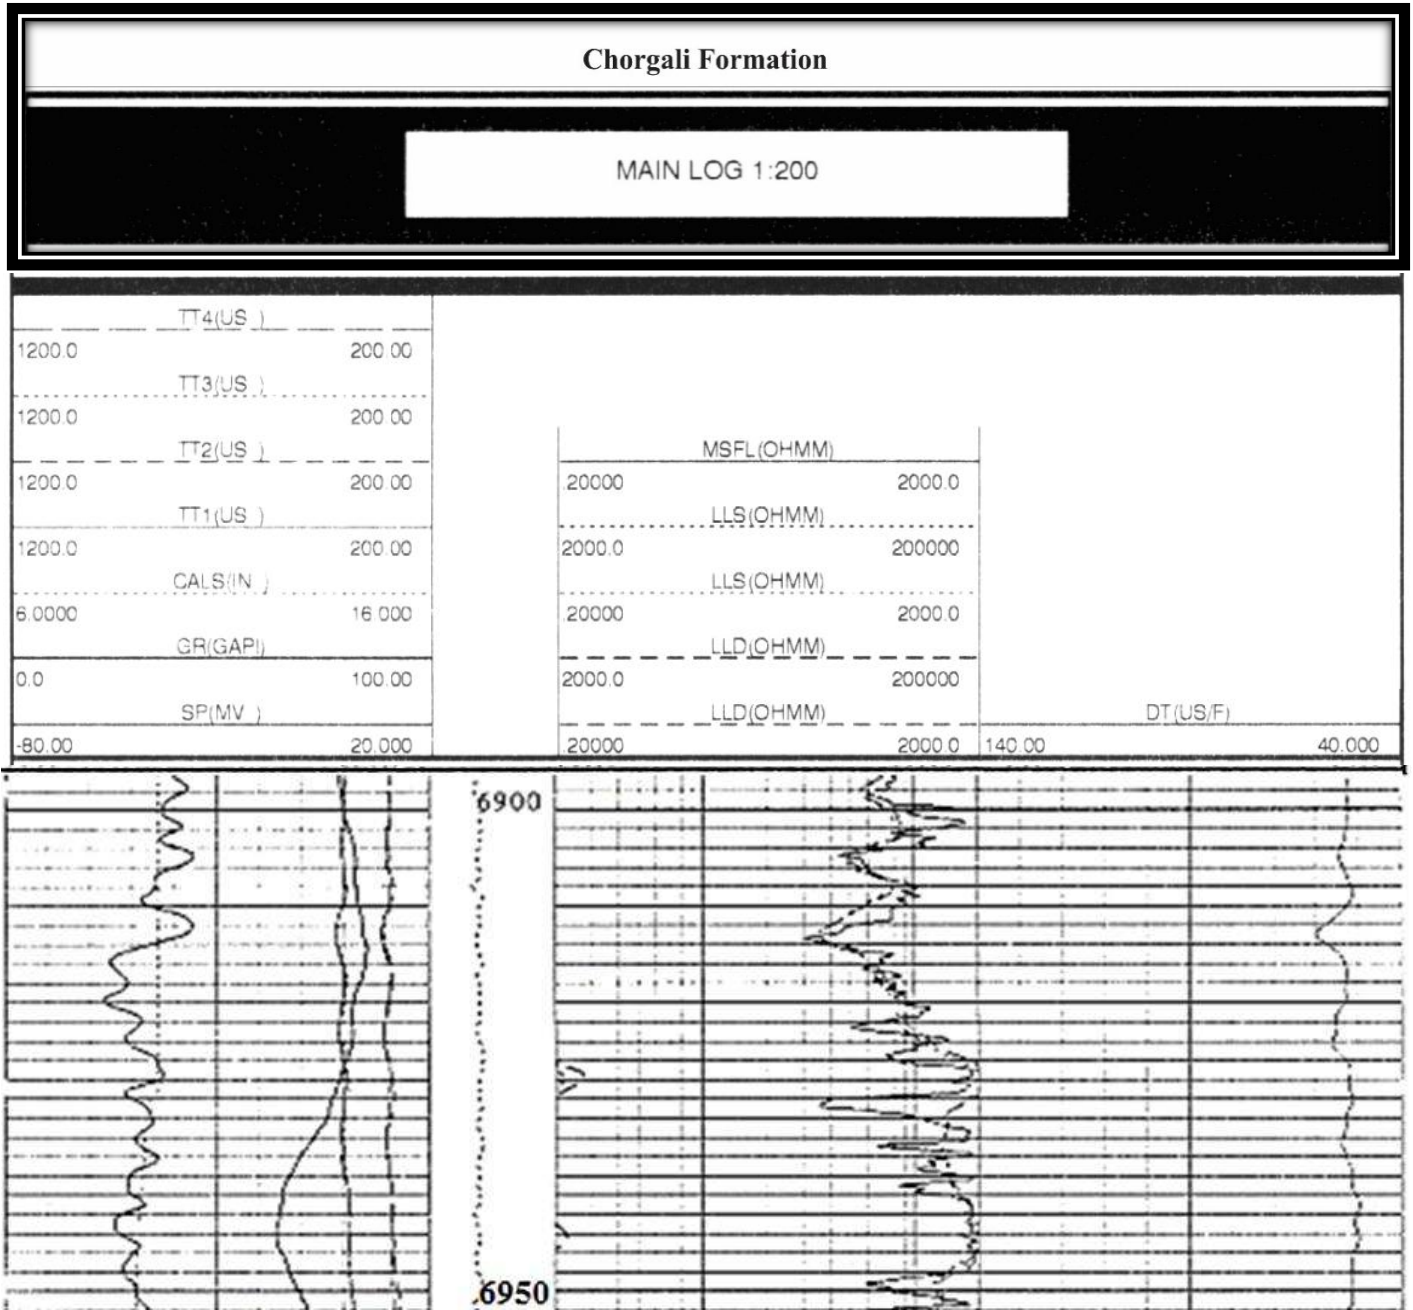 Chorgali Formation
MAIN LOG 1:200
TT4(US )
1200.0 200.00
TT3(US )
1200.0 200.00
TT2(US ) MSFL(OHMM)
1200.0 200.00 .20000 2000.0
TT1(US ) LLS(OHMM)
1200.0 200.00 2000.0 200000
CALS(IN ) LLS(OHMM)
6.0000 16.000 .20000 2000.0
GR(GAPI) LLD(OHMM)
0.0 100.00 2000.0 200000
SP(MV ) LLD(OHMM) DT(US/F)
-80.00 20.000 .20000 2000.0 140.00 40.000
6900
6950